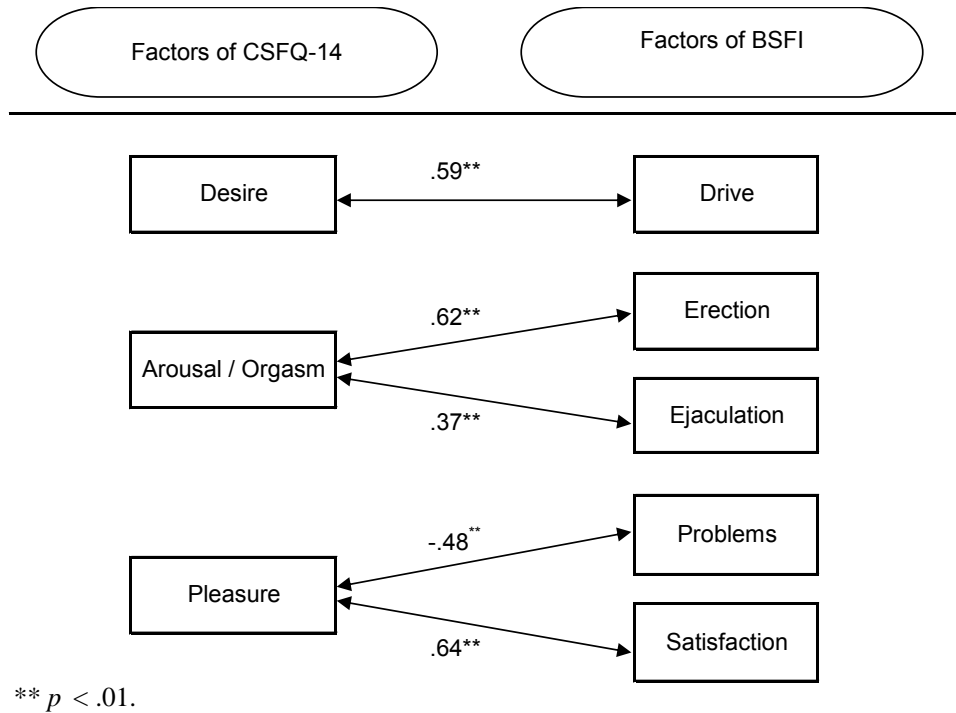 Factors of CSFQ-14
Factors of BSFI
.59**
Desire
Drive
.62**
Erection
Arousal / Orgasm
.37**
Ejaculation
-.48**
Problems
Pleasure
.64**
Satisfaction
** p < .01.